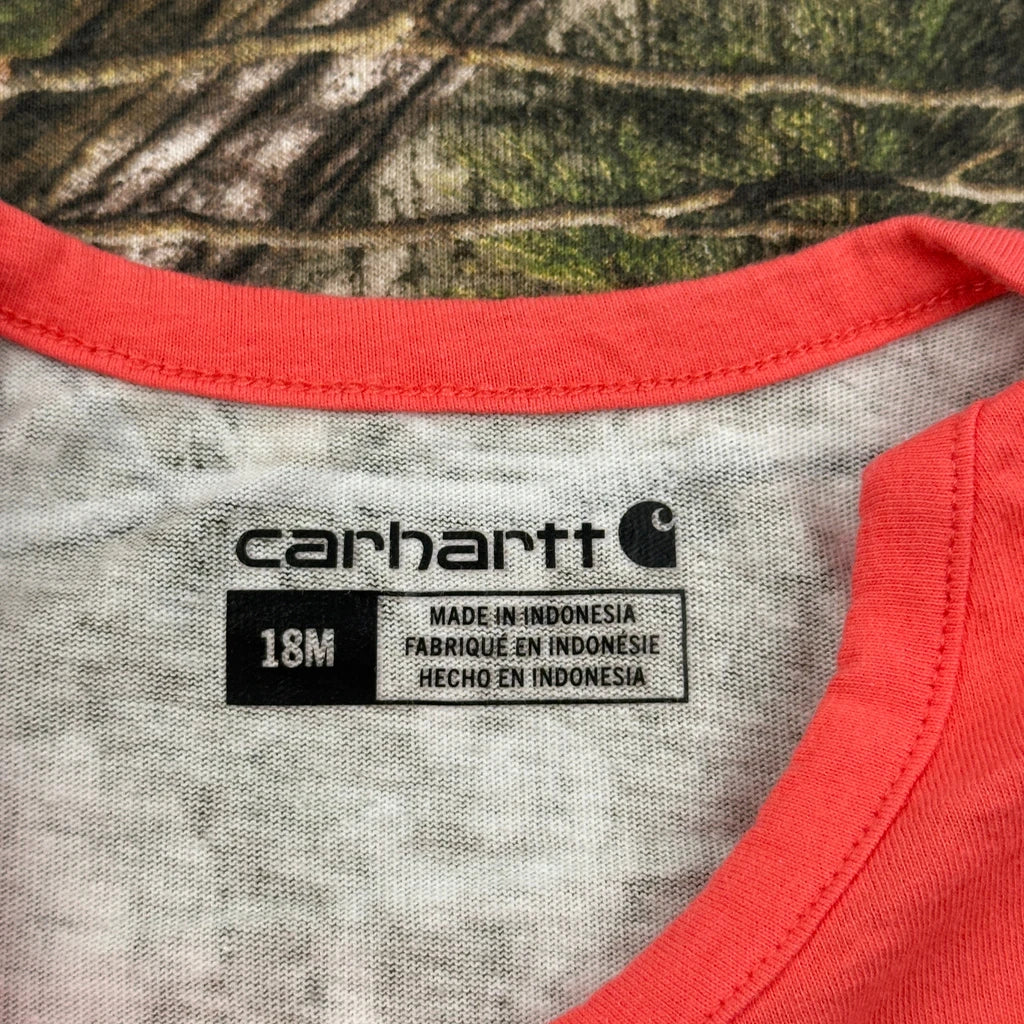 carhartt
18M
MADE IN INDONESIA
FABRIQUÉ EN INDONÉSIE
HECHO EN INDONESIA